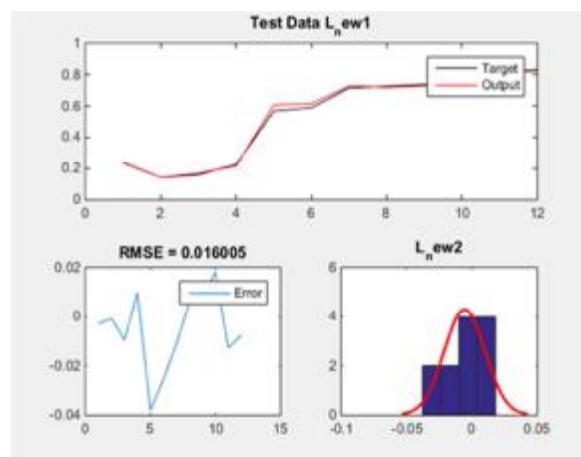 Test Data L_new1
1
0.8
0.6
0.4
0.2
0
0 2 4 6 8 10 12
Target
Output
RMSE = 0.016005
0.02
0
-0.02
-0.04
0 5 10 15
Error
L_new2
6
4
2
0
-0.1 -0.05 0 0.05